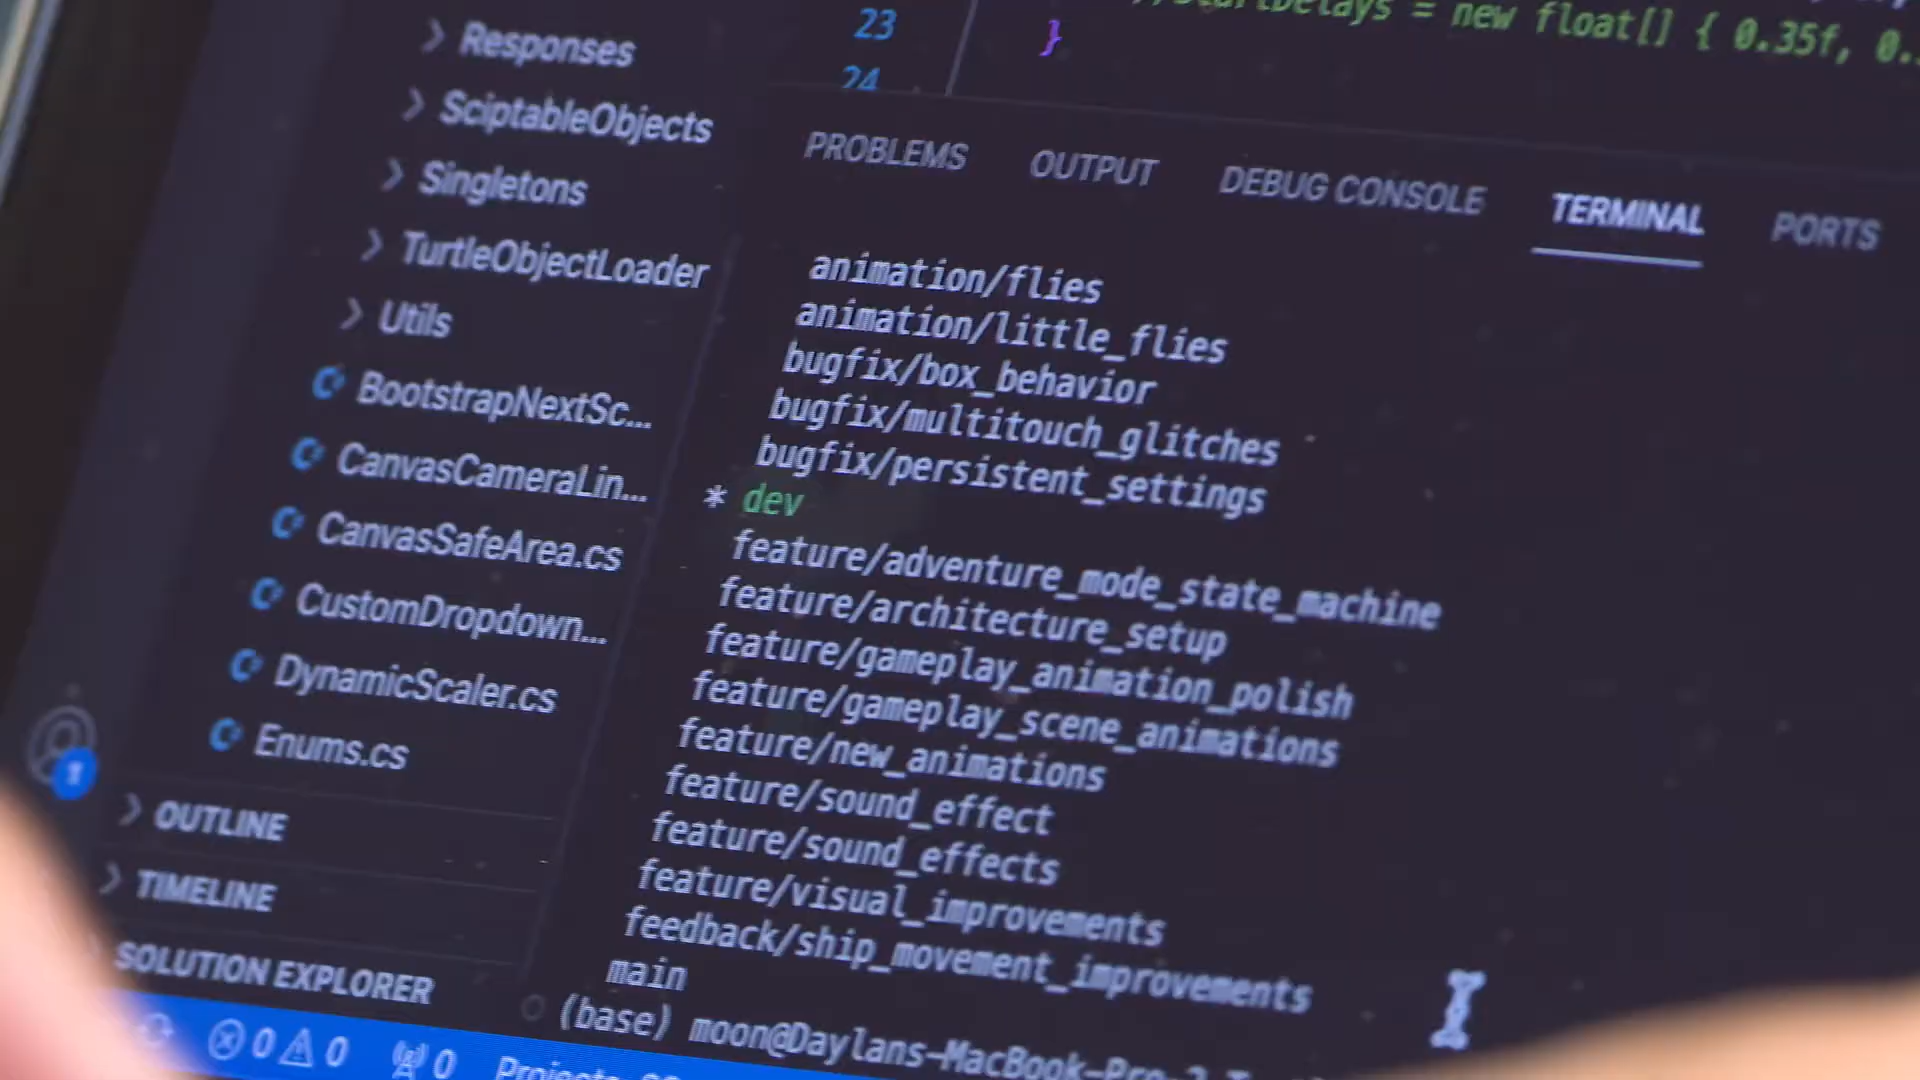 Responses
SciptableObjects
Singletons
TurtleObjectLoader
Utils
BootstrapNextSc...
CanvasCameraLin...
CanvasSafeArea.cs
CustomDropdown...
DynamicScaler.cs
Enums.cs
1
OUTLINE
TIMELINE
SOLUTION EXPLORER
0 0 0
23 }
24
= new float[] { 0.35f, 0.
PROBLEMS OUTPUT DEBUG CONSOLE TERMINAL PORTS
animation/flies
animation/little_flies
bugfix/box_behavior
bugfix/multitouch_glitches
bugfix/persistent_settings
* dev
feature/adventure_mode_state_machine
feature/architecture_setup
feature/gameplay_animation_polish
feature/gameplay_scene_animations
feature/new_animations
feature/sound_effect
feature/sound_effects
feature/visual_improvements
feedback/ship_movement_improvements
main
(base) moon@Daylans-MacBook-Pro-2